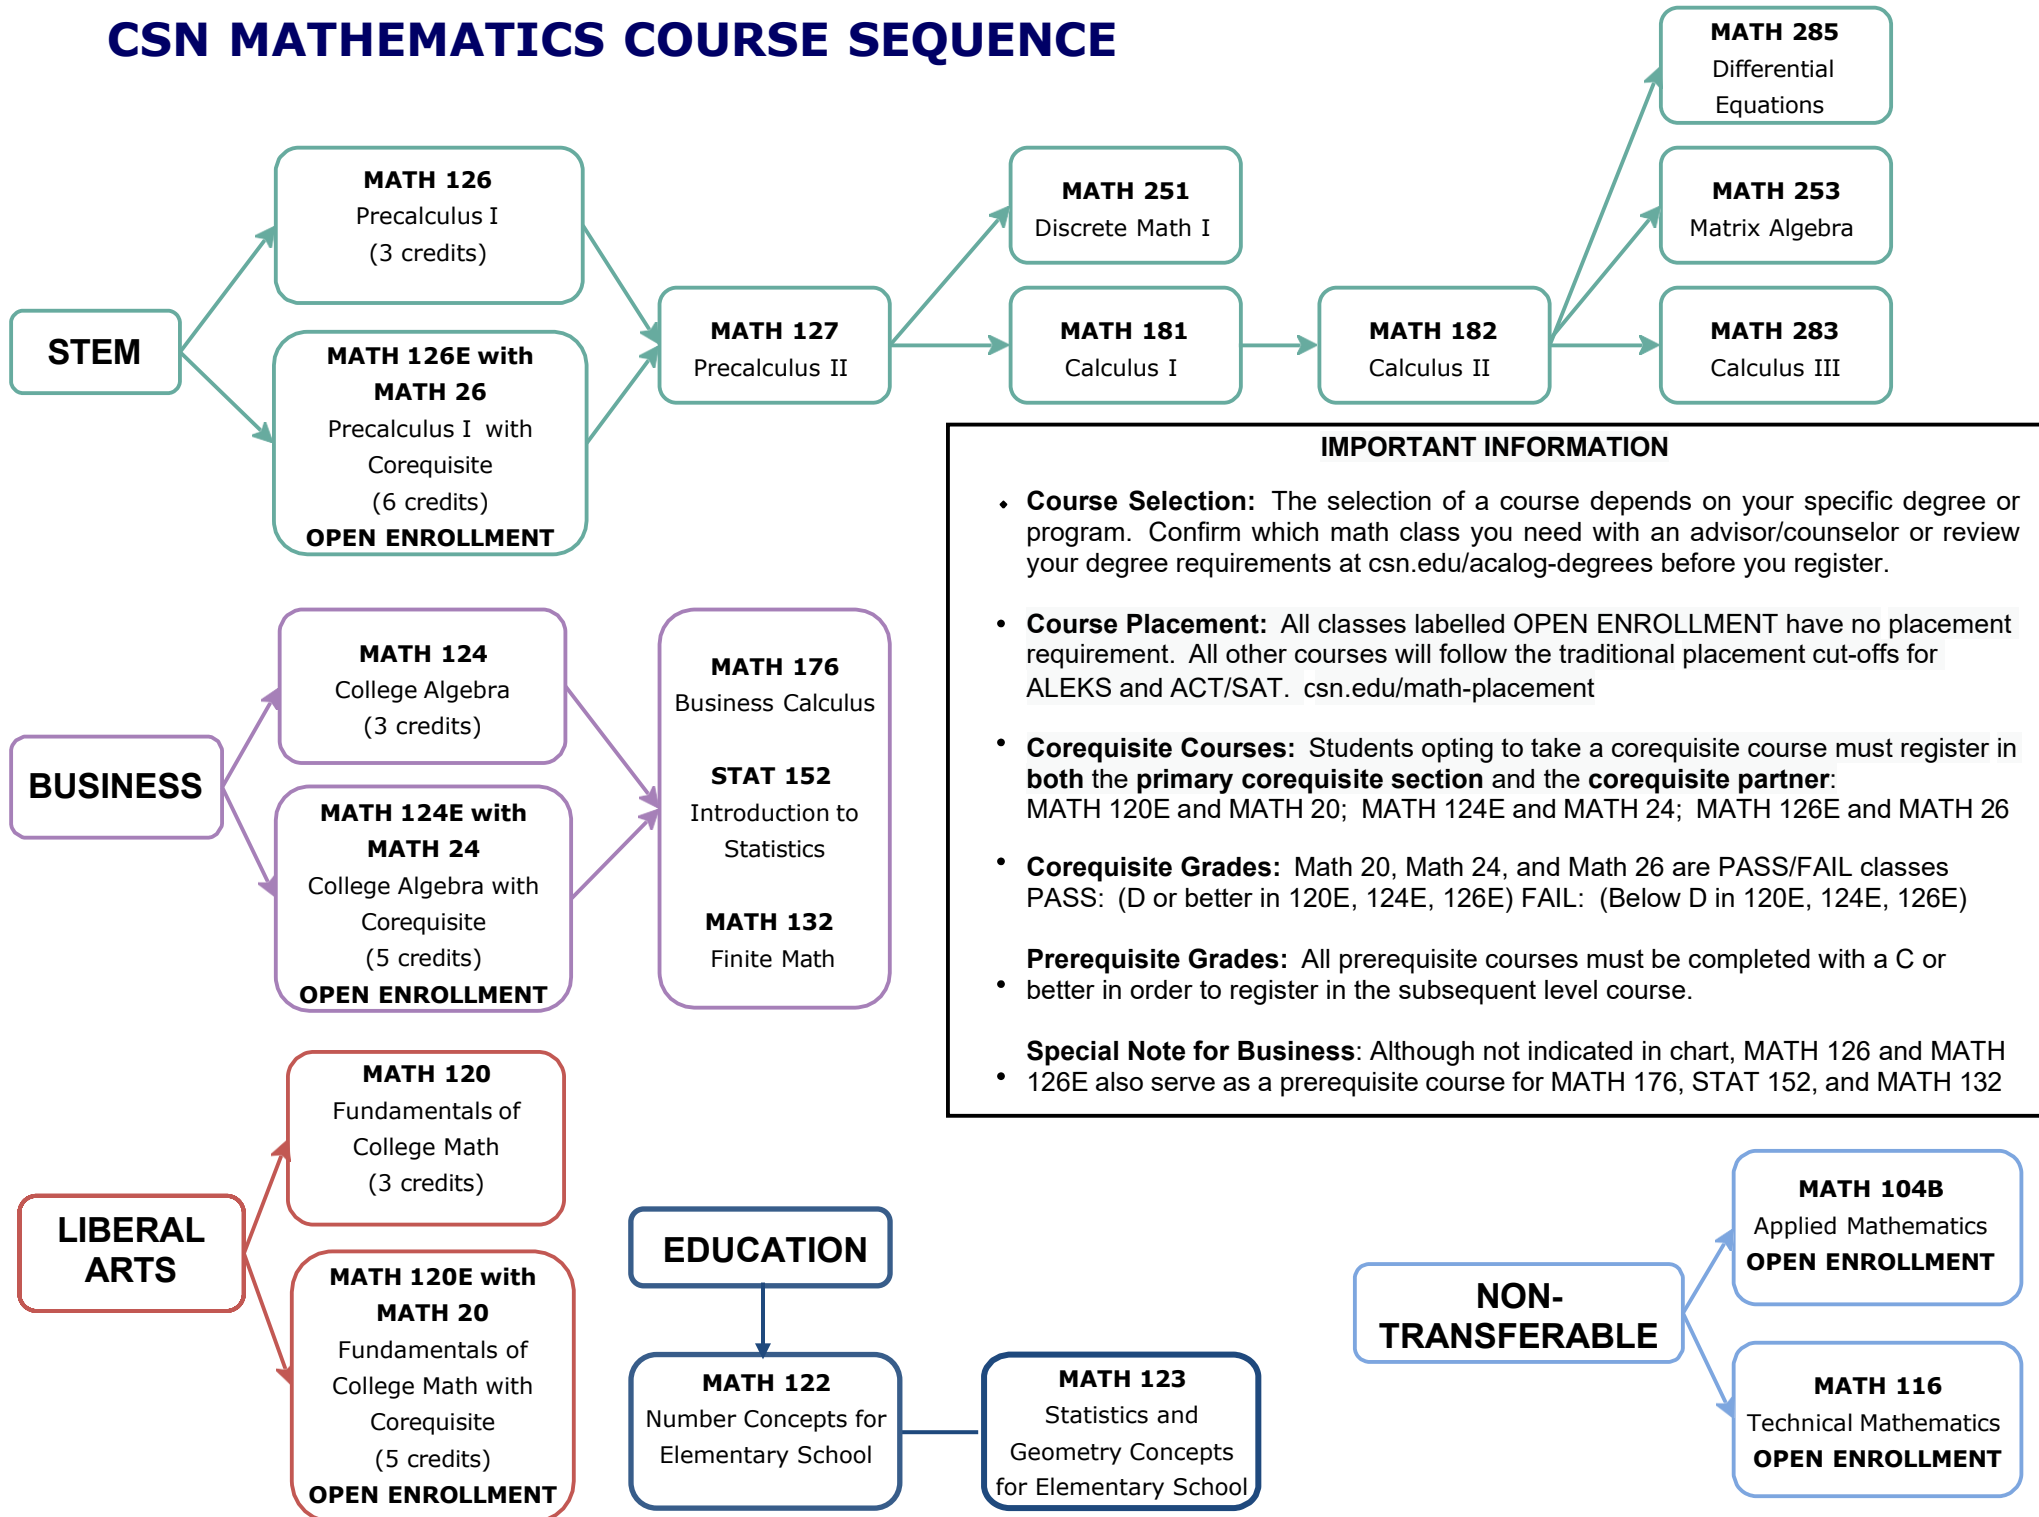 CSN MATHEMATICS COURSE SEQUENCE
STEM
MATH 126
Precalculus I
(3 credits)
MATH 126E with
MATH 26
Precalculus I with
Corequisite
(6 credits)
OPEN ENROLLMENT
MATH 127
Precalculus II
MATH 251
Discrete Math I
MATH 181
Calculus I
MATH 182
Calculus II
MATH 285
Differential
Equations
MATH 253
Matrix Algebra
MATH 283
Calculus III
IMPORTANT INFORMATION
• Course Selection: The selection of a course depends on your specific degree or
program. Confirm which math class you need with an advisor/counselor or review
your degree requirements at csn.edu/acalog-degrees before you register.
• Course Placement: All classes labelled OPEN ENROLLMENT have no placement
requirement. All other courses will follow the traditional placement cut-offs for
ALEKS and ACT/SAT. csn.edu/math-placement
• Corequisite Courses: Students opting to take a corequisite course must register in
both the primary corequisite section and the corequisite partner:
MATH 120E and MATH 20; MATH 124E and MATH 24; MATH 126E and MATH 26
• Corequisite Grades: Math 20, Math 24, and Math 26 are PASS/FAIL classes
PASS: (D or better in 120E, 124E, 126E) FAIL: (Below D in 120E, 124E, 126E)
Prerequisite Grades: All prerequisite courses must be completed with a C or
• better in order to register in the subsequent level course.
Special Note for Business: Although not indicated in chart, MATH 126 and MATH
• 126E also serve as a prerequisite course for MATH 176, STAT 152, and MATH 132
BUSINESS
MATH 124
College Algebra
(3 credits)
MATH 124E with
MATH 24
College Algebra with
Corequisite
(5 credits)
OPEN ENROLLMENT
MATH 176
Business Calculus
STAT 152
Introduction to
Statistics
MATH 132
Finite Math
LIBERAL
ARTS
MATH 120
Fundamentals of
College Math
(3 credits)
MATH 120E with
MATH 20
Fundamentals of
College Math with
Corequisite
(5 credits)
OPEN ENROLLMENT
EDUCATION
MATH 122
Number Concepts for
Elementary School
MATH 123
Statistics and
Geometry Concepts
for Elementary School
NON-
TRANSFERABLE
MATH 104B
Applied Mathematics
OPEN ENROLLMENT
MATH 116
Technical Mathematics
OPEN ENROLLMENT